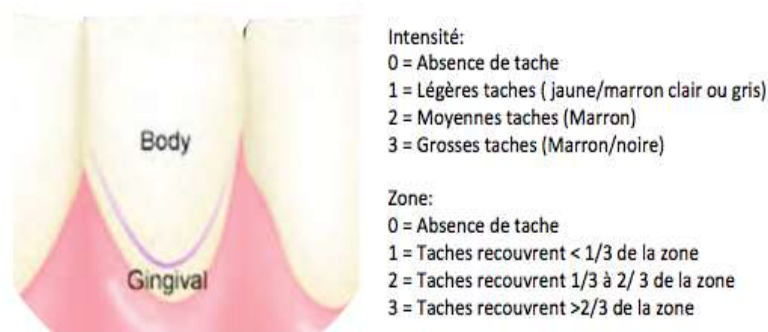 Body
Gingival
Intensité:
0 = Absence de tache
1 = Légères taches ( jaune/marron clair ou gris)
2 = Moyennes taches (Marron)
3 = Grosses taches (Marron/noire)
Zone:
0 = Absence de tache
1 = Taches recouvrent < 1/3 de la zone
2 = Taches recouvrent 1/3 à 2/ 3 de la zone
3 = Taches recouvrent >2/3 de la zone